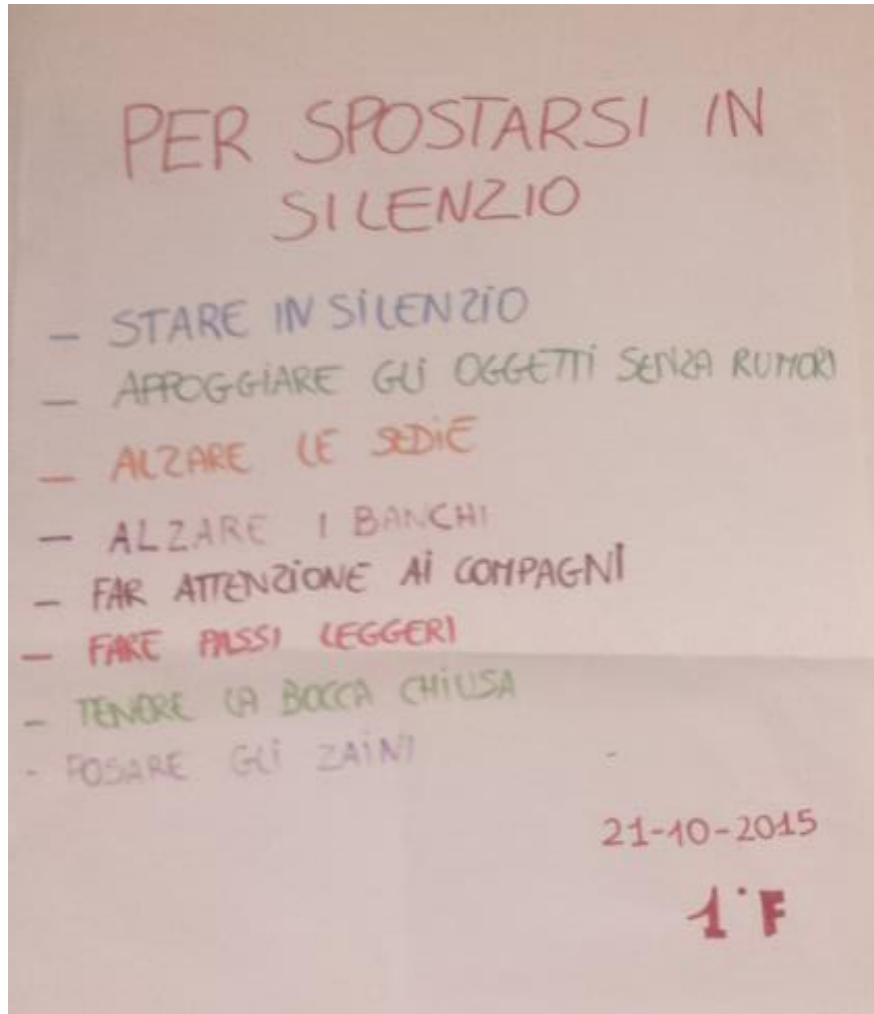 PER SPOSTARSI IN
SILENZIO
- STARE IN SILENZIO
- APPOGGIARE GLI OGGETTI SENZA RUMORI
- ALZARE LE SEDIE
- ALZARE I BANCHI
- FAR ATTENZIONE AI COMPAGNI
- FARE PASSI LEGGERI
- TENERE LA BOCCA CHIUSA
- POSARE GLI ZAINI
21-10-2015
1°F